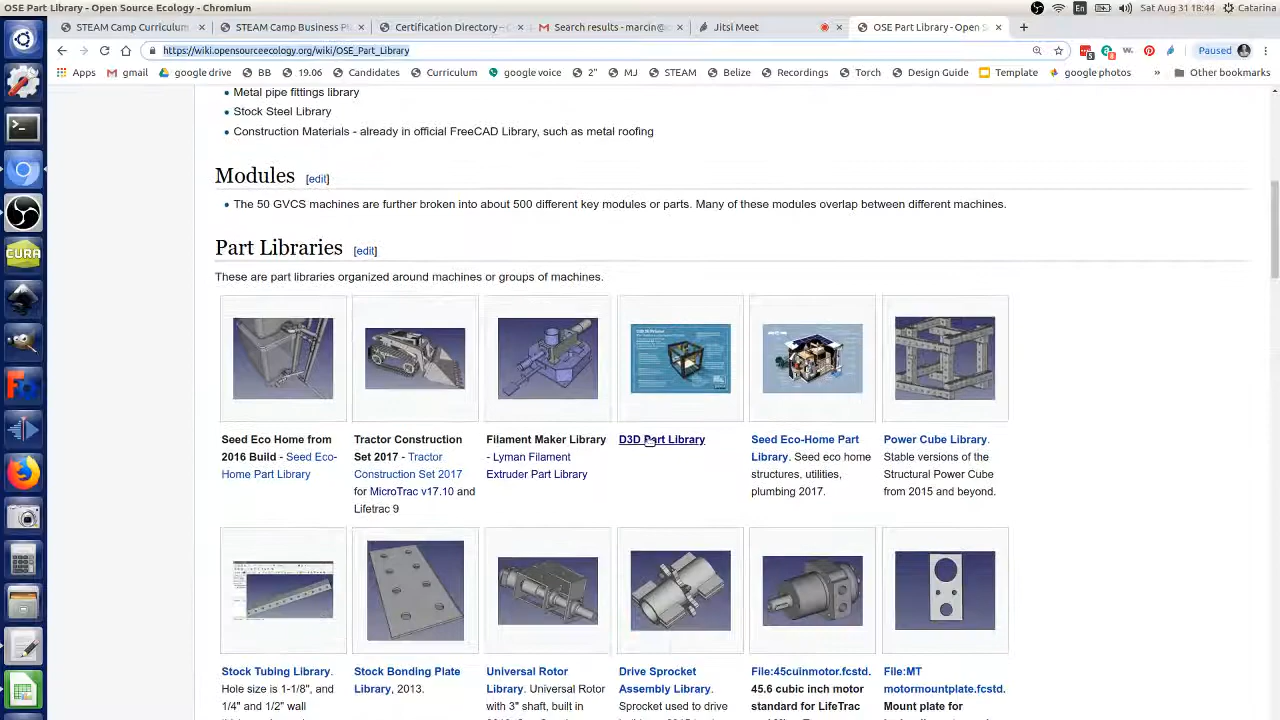 OSE Part Library - Open Source Ecology - Chromium
En
Sat Aug 31 18:44
Catarina
STEAM Camp Curriculum
STEAM Camp Business Pl
Certification Discovery - C
Search results - marcin@
Jitsi Meet
OSE Part Library - Open S
https://wiki.opensourceecology.org/wiki/OSE_Part_Library
Paused
Apps
gmail
google drive
BB
19.06
Candidates
Curriculum
google voice
2"
MJ
STEAM
Belize
Recordings
Torch
Design Guide
Template
google photos
»
Other bookmarks
Metal pipe fittings library
Stock Steel Library
Construction Materials - already in official FreeCAD Library, such as metal roofing
Modules [edit]
The 50 GVCS machines are further broken into about 500 different key modules or parts. Many of these modules overlap between different machines.
Part Libraries [edit]
These are part libraries organized around machines or groups of machines.
Seed Eco Home from
2016 Build - Seed Eco-
Home Part Library
Tractor Construction
Set 2017 - Tractor
Construction Set 2017
for MicroTrac v17.10 and
Lifetrac 9
Filament Maker Library
- Lyman Filament
Extruder Part Library
D3D Part Library
Seed Eco-Home Part
Library. Seed eco home
structures, utilities,
plumbing 2017.
Power Cube Library.
Stable versions of the
Structural Power Cube
from 2015 and beyond.
CURA
Stock Tubing Library.
Hole size is 1-1/8", and
1/4" and 1/2"
Stock Bonding Plate
Library, 2013.
Universal Rotor
Library. Universal Rotor
with 3" shaft, built in
Drive Sprocket
Assembly Library.
Sprocket used to
File:45cuinmotor.fcstd.
45.6 cubic inch motor
standard for LifeTrac
File:MT
motormountplate.fcstd.
Mount plate for